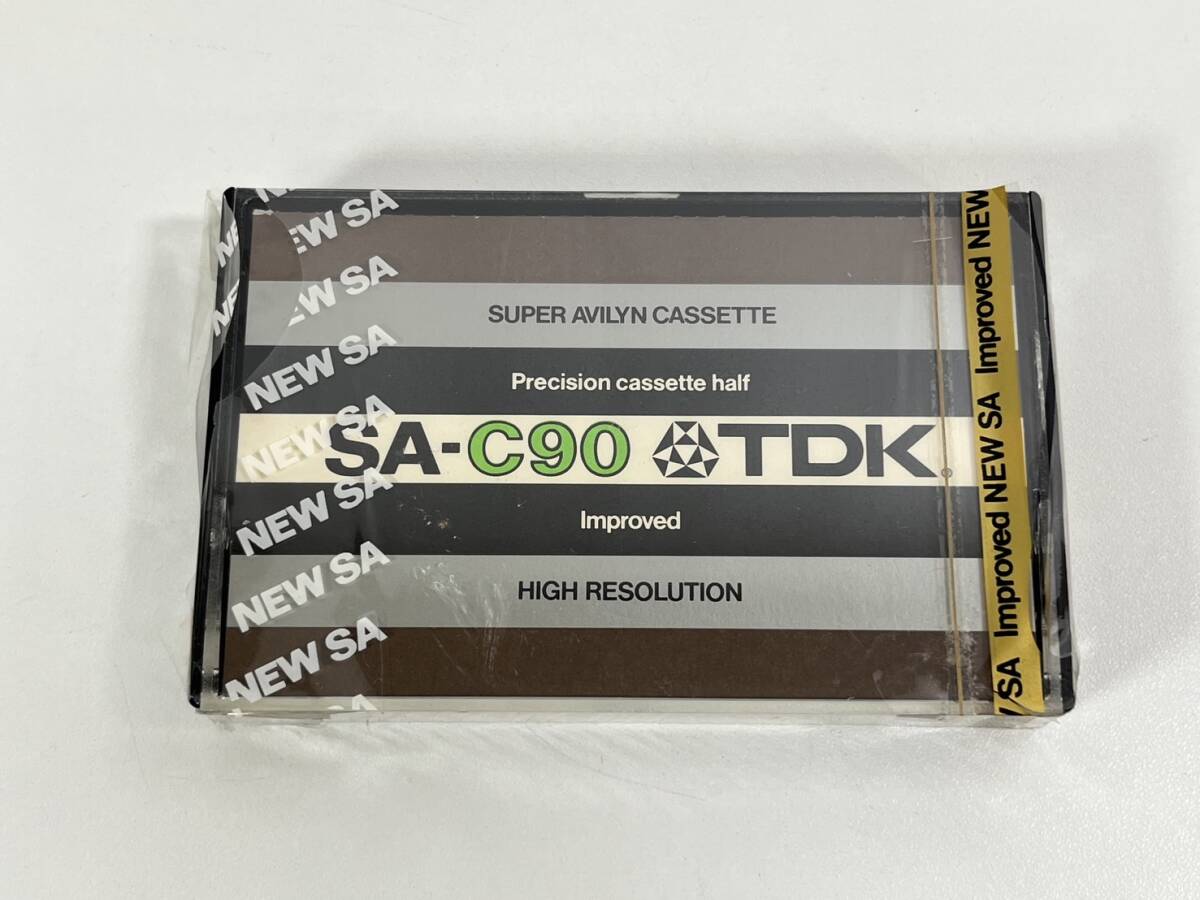 SUPER AVILYN CASSETTE
Precision cassette half
SA-C90 TDK®
Improved
HIGH RESOLUTION
NEW SA
NEW SA
NEW SA
NEW SA
NEW SA
NEW SA
NEW SA
/SA Improved NEW SA Improved NEW